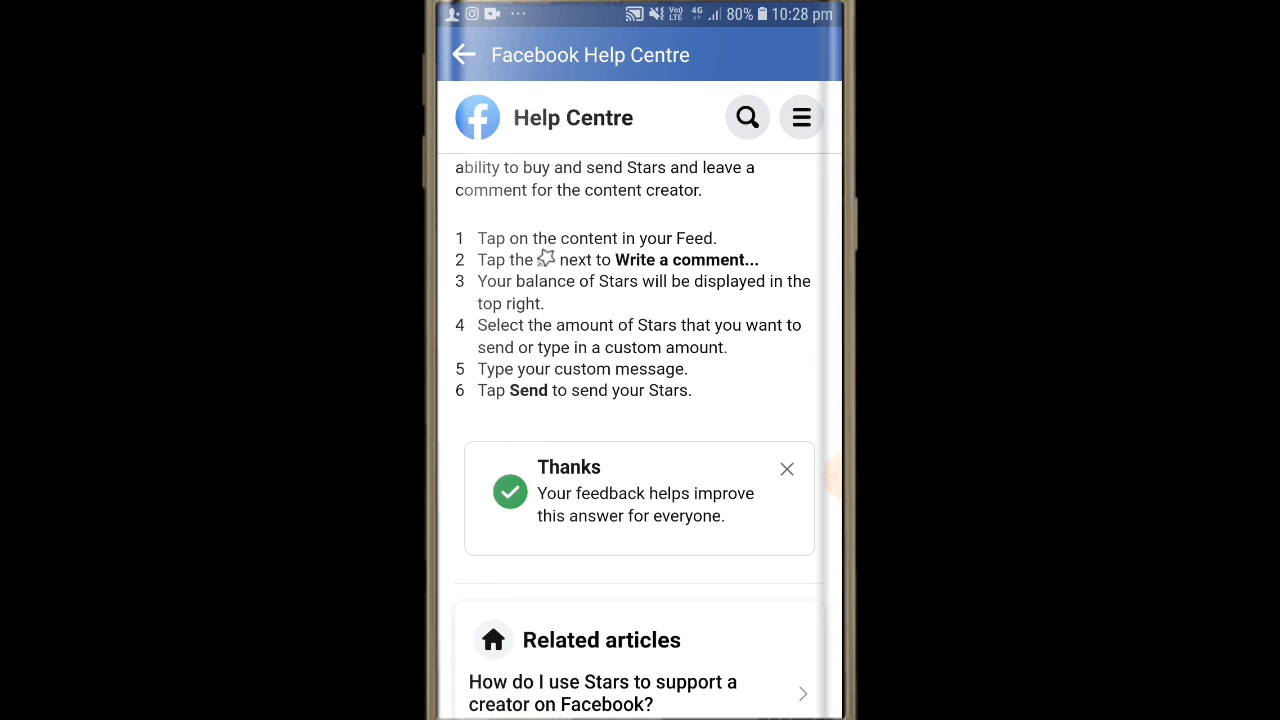 VoD LTE 4G 80% 10:28 pm
Facebook Help Centre
Help Centre
ability to buy and send Stars and leave a
comment for the content creator.
1 Tap on the content in your Feed.
2 Tap the next to Write a comment...
3 Your balance of Stars will be displayed in the
top right.
4 Select the amount of Stars that you want to
send or type in a custom amount.
5 Type your custom message.
6 Tap Send to send your Stars.
Thanks
Your feedback helps improve
this answer for everyone.
Related articles
How do I use Stars to support a
creator on Facebook?